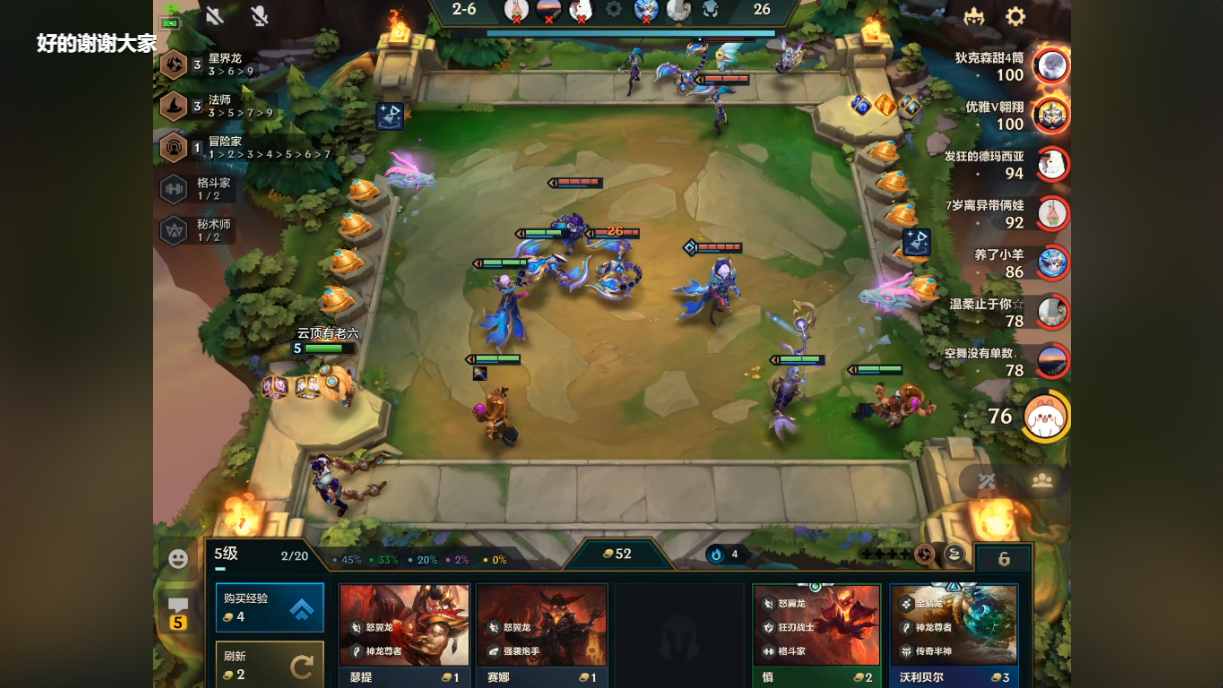 2-6
26
好的谢谢大家
3 星界龙
3 > 6 > 9
3 法师
3 > 5 > 7 > 9
1 冒险家
1 > 2 > 3 > 4 > 5 > 6 > 7
格斗家
1 / 2
秘术师
1 / 2
狄克森甜4筒
100
优雅V翱翔
100
发狂的德玛西亚
94
7岁离异带俩娃
92
养了小羊
86
温柔止于你☆
78
空舞没有单数.
78
76
26
云顶有老六
5
5级
2/20
45% 33% 20% 2% 0%
52
4
6
购买经验
4
刷新
2
5
怒翼龙
神龙尊者
瑟提 1
怒翼龙
强袭炮手
赛娜 1
怒翼龙
狂刃战士
格斗家
慎 2
金鳞龙
神龙尊者
传奇半神
沃利贝尔 3